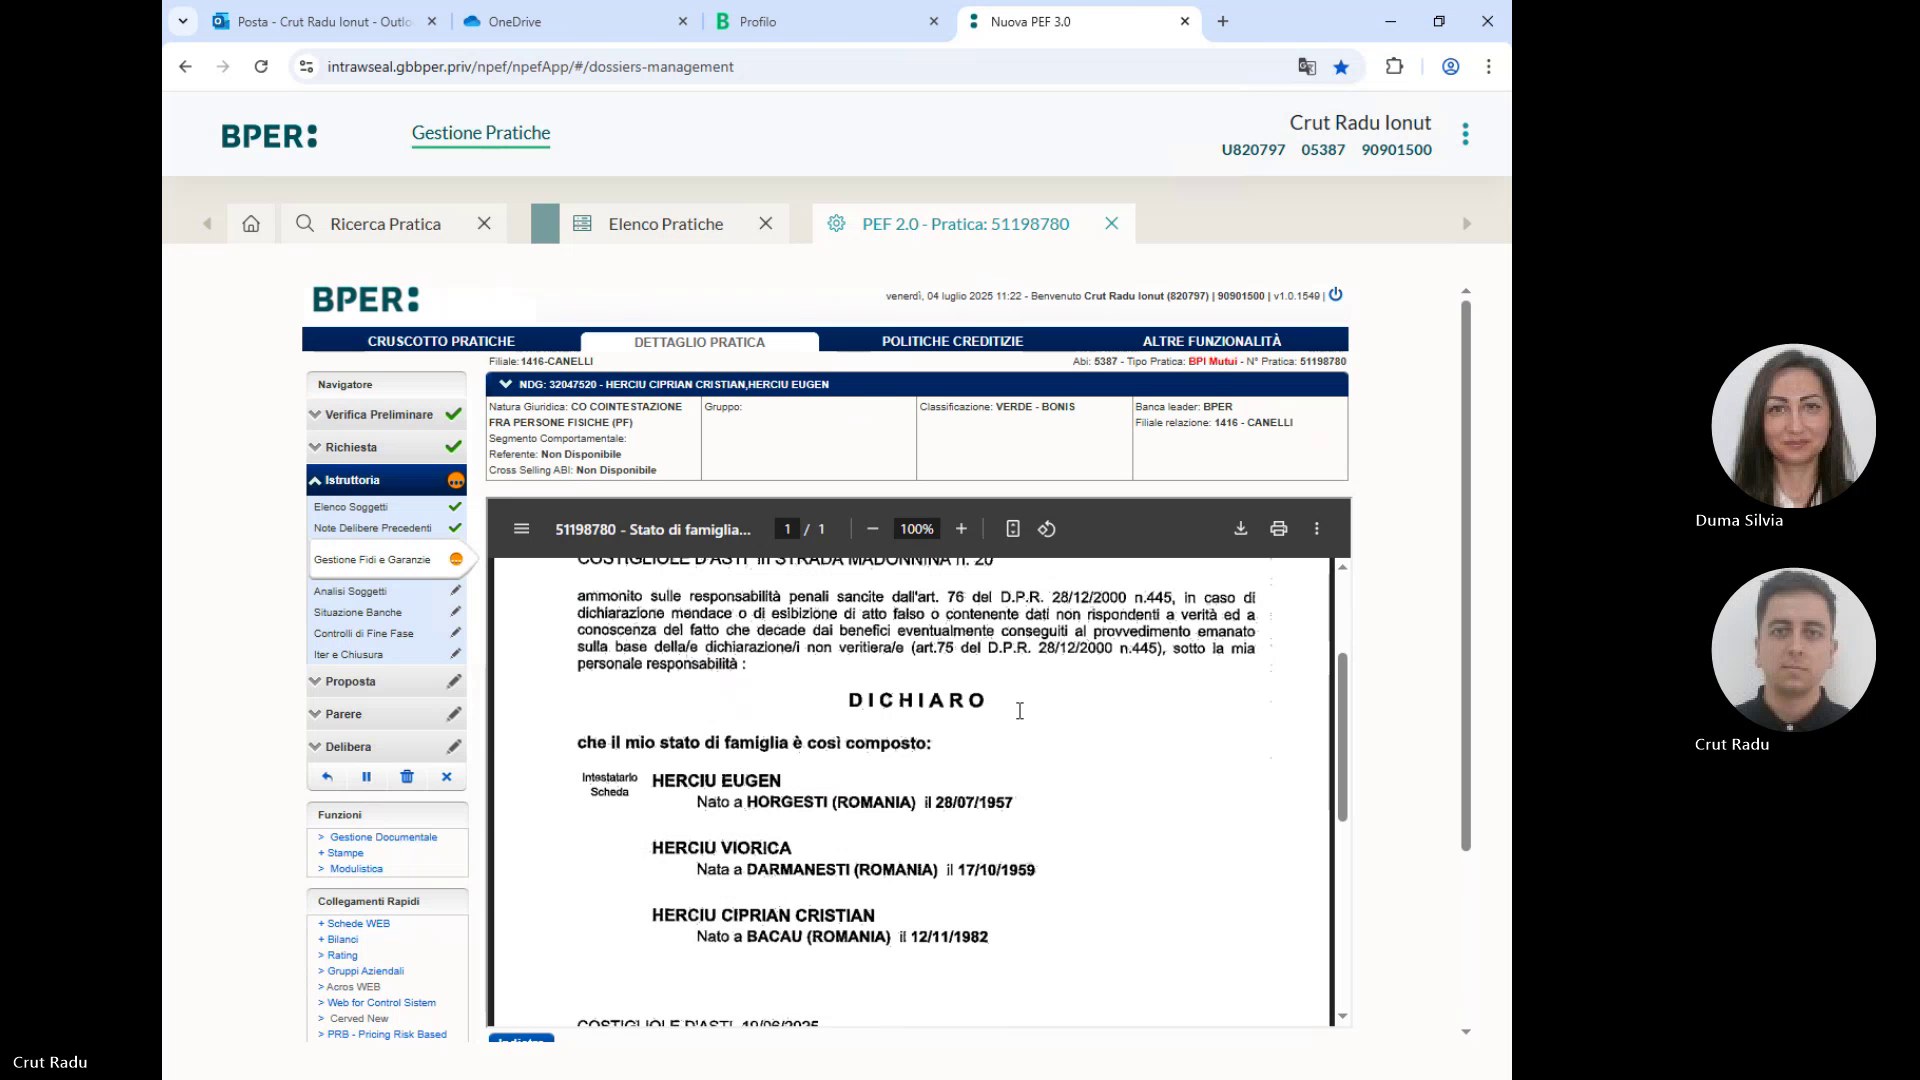 Posta - Crut Radu Ionut - Outlo
OneDrive
Profilo
Nuova PEF 3.0
intrawseal.gbbper.priv/npef/npefApp/#/dossiers-management
BPER:
Gestione Pratiche
Crut Radu Ionut
U820797 05387 90901500
Ricerca Pratica
Elenco Pratiche
PEF 2.0 - Pratica: 51198780
BPER:
venerdì, 04 luglio 2025 11:22 - Benvenuto Crut Radu Ionut (820797) | 90901500 | v1.0.1549 |
CRUSCOTTO PRATICHE
DETTAGLIO PRATICA
POLITICHE CREDITIZIE
ALTRE FUNZIONALITÀ
Filiale: 1416-CANELLI
Abi: 5387 - Tipo Pratica: BPI Mutui - N° Pratica: 51198780
NDG: 32047520 - HERCIU CIPRIAN CRISTIAN,HERCIU EUGEN
Natura Giuridica: CO COINTESTAZIONE
FRA PERSONE FISICHE (PF)
Segmento Comportamentale:
Referente: Non Disponibile
Cross Selling ABI: Non Disponibile
Gruppo:
Classificazione: VERDE - BONIS
Banca leader: BPER
Filiale relazione: 1416 - CANELLI
Navigatore
Verifica Preliminare
Richiesta
Istruttoria
Elenco Soggetti
Note Delibere Precedenti
Gestione Fidi e Garanzie
Analisi Soggetti
Situazione Banche
Controlli di Fine Fase
Iter e Chiusura
Proposta
Parere
Delibera
Funzioni
> Gestione Documentale
+ Stampe
> Modulistica
Collegamenti Rapidi
+ Schede WEB
+ Bilanci
> Rating
> Gruppi Aziendali
> Acros WEB
> Web for Control Sistem
> Cerved New
> PRB - Pricing Risk Based
51198780 - Stato di famiglia...
1 / 1
100%
COSTIGLIOLE D'ASTI in STRADA MADONNINA n. 20
ammonito sulle responsabilità penali sancite dall'art. 76 del D.P.R. 28/12/2000 n.445, in caso di
dichiarazione mendace o di esibizione di atto falso o contenente dati non rispondenti a verità ed a
conoscenza del fatto che decade dai benefici eventualmente conseguiti al provvedimento emanato
sulla base della/e dichiarazione/i non veritiera/e (art.75 del D.P.R. 28/12/2000 n.445), sotto la mia
personale responsabilità :
DICHIARO
che il mio stato di famiglia è così composto:
Intestatario
Scheda
HERCIU EUGEN
Nato a HORGESTI (ROMANIA) il 28/07/1957
HERCIU VIORICA
Nata a DARMANESTI (ROMANIA) il 17/10/1959
HERCIU CIPRIAN CRISTIAN
Nato a BACAU (ROMANIA) il 12/11/1982
COSTIGLIOLE D'ASTI, 19/06/2025
Indietro
Duma Silvia
Crut Radu
Crut Radu